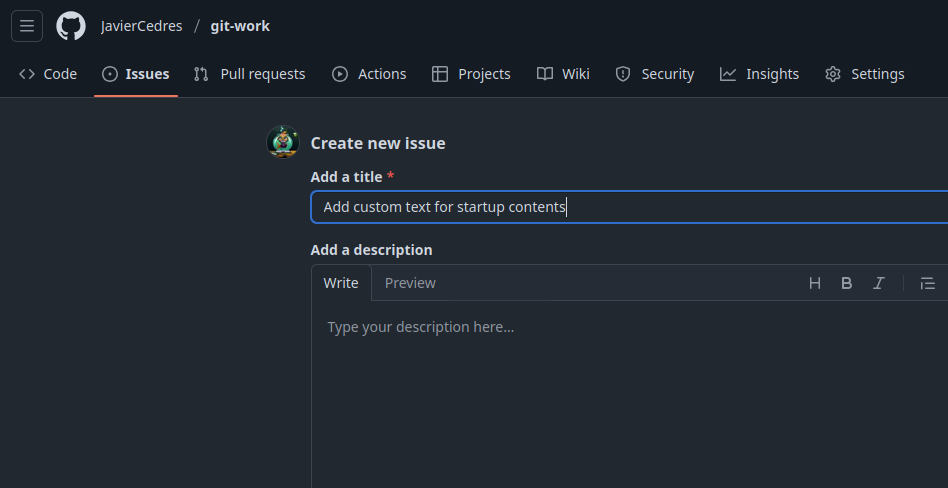 JavierCedres / git-work
Code Issues Pull requests Actions Projects Wiki Security Insights Settings
Create new issue
Add a title *
Add custom text for startup contents
Add a description
Write Preview H B I
Type your description here...